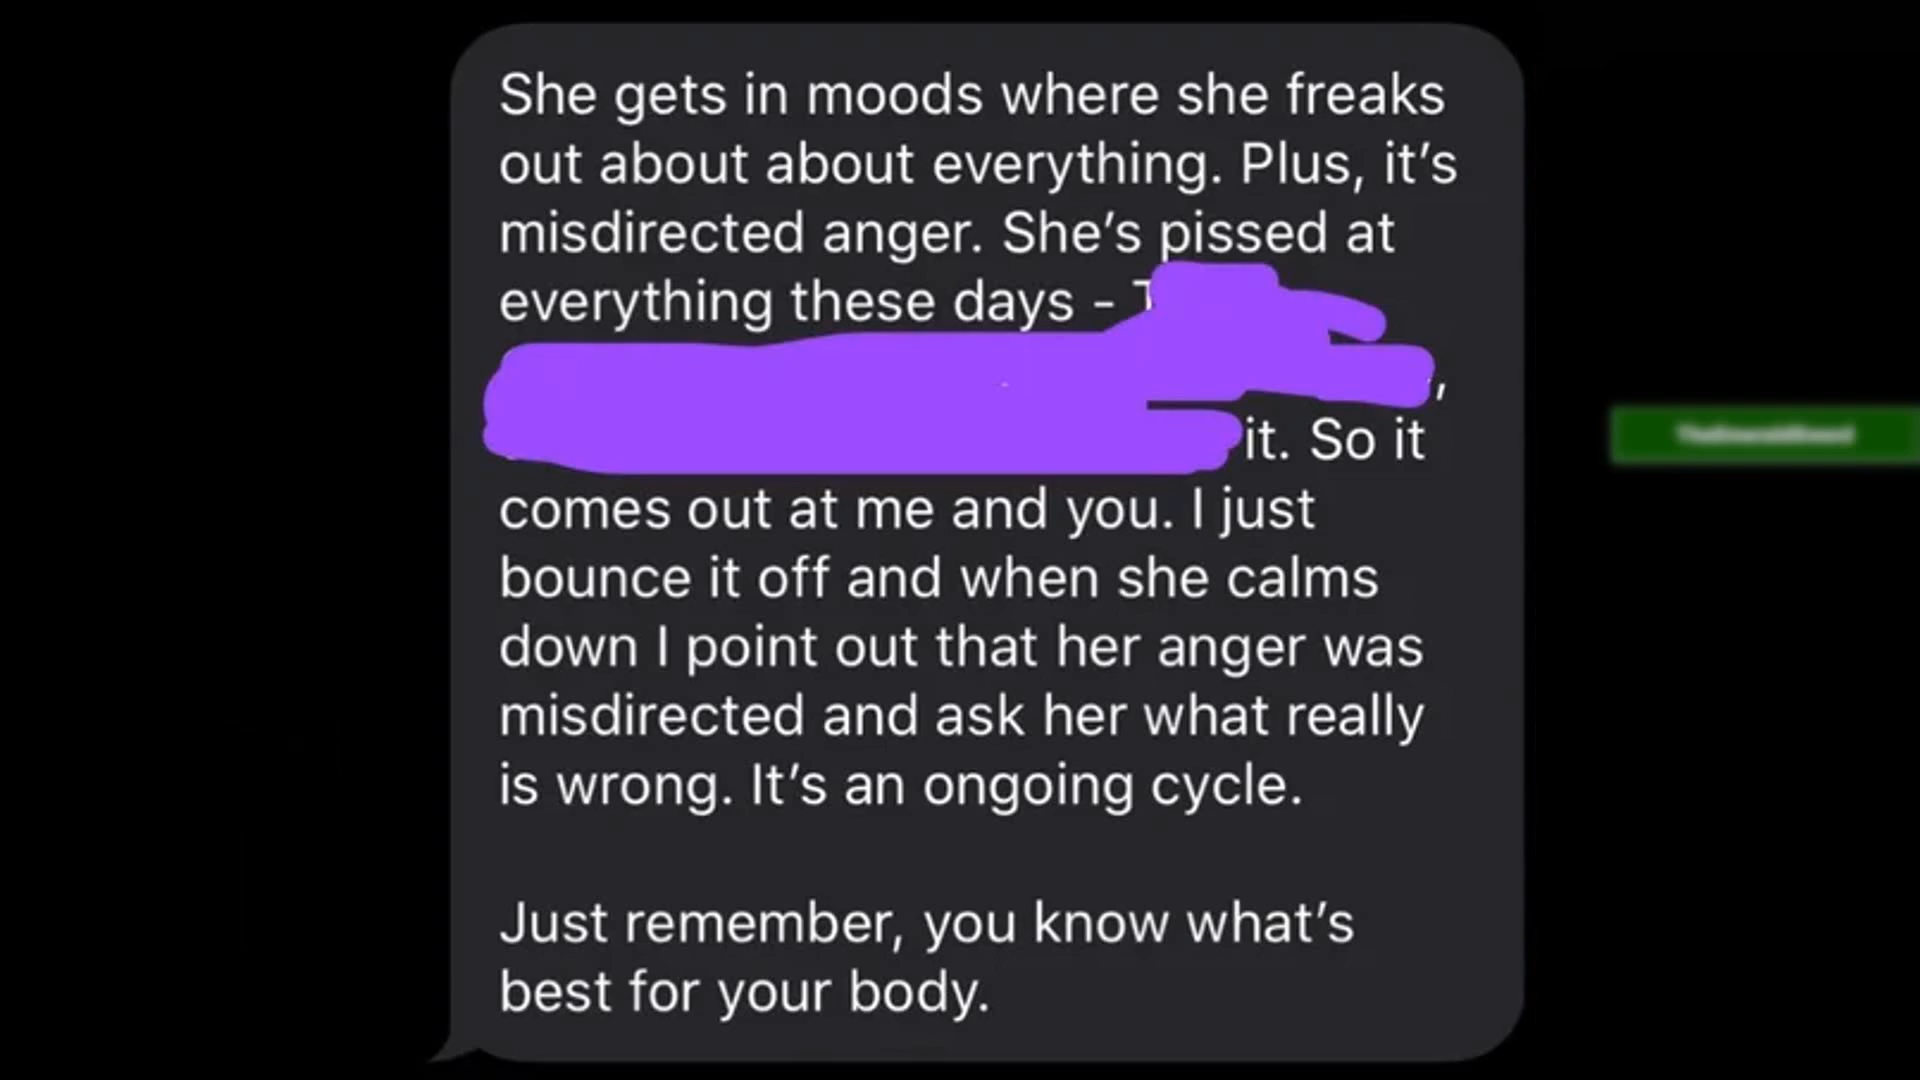 She gets in moods where she freaks
out about about everything. Plus, it’s
misdirected anger. She’s pissed at
everything these days -
it. So it
comes out at me and you. I just
bounce it off and when she calms
down I point out that her anger was
misdirected and ask her what really
is wrong. It’s an ongoing cycle.
Just remember, you know what’s
best for your body.